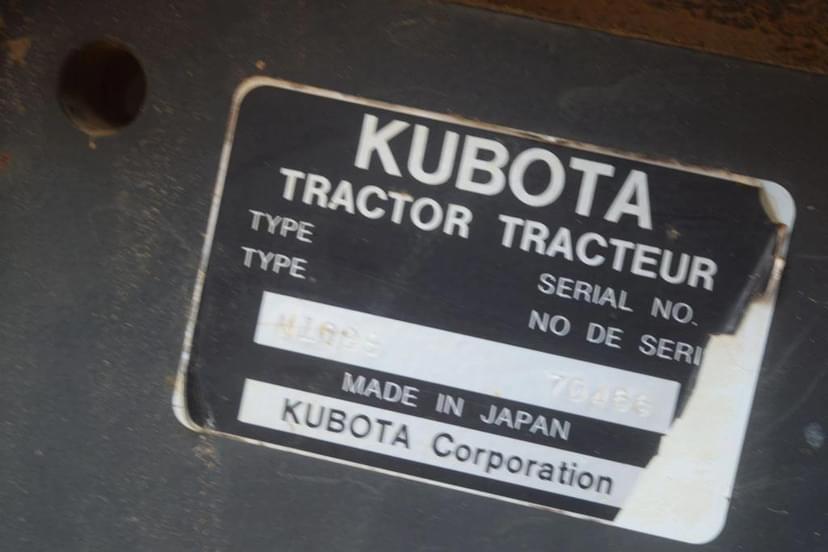 KUBOTA
TRACTOR TRACTEUR
TYPE
TYPE
SERIAL NO.
NO DE SERI
MADE IN JAPAN
KUBOTA Corporation